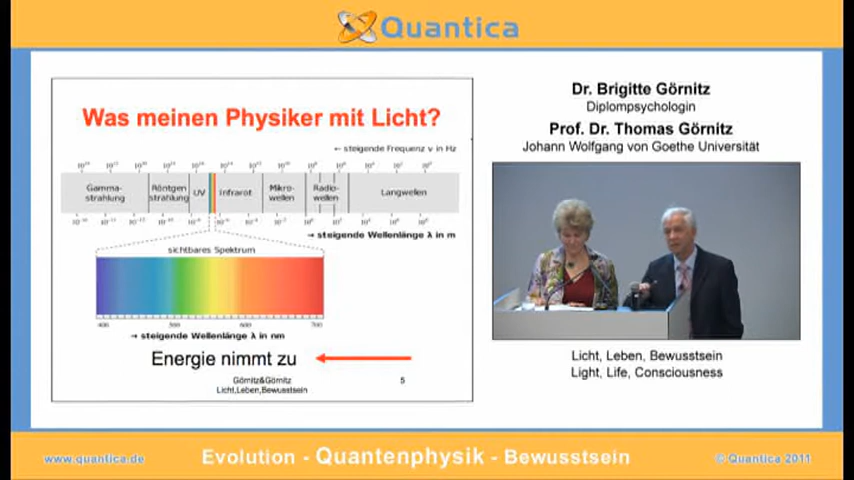 Quantica
Was meinen Physiker mit Licht?
← steigende Frequenz ν in Hz
Gamma-
strahlung
Röntgen
strahlung
UV
Infrarot
Mikro-
wellen
Radio-
wellen
Langwellen
→ steigende Wellenlänge λ in m
sichtbares Spektrum
400 500 600 700
→ steigende Wellenlänge λ in nm
Energie nimmt zu
Görnitz&Görnitz
Licht,Leben,Bewusstsein
5
Dr. Brigitte Görnitz
Diplompsychologin
Prof. Dr. Thomas Görnitz
Johann Wolfgang von Goethe Universität
Licht, Leben, Bewusstsein
Light, Life, Consciousness
www.quantica.de
Evolution - Quantenphysik - Bewusstsein
© Quantica 2011